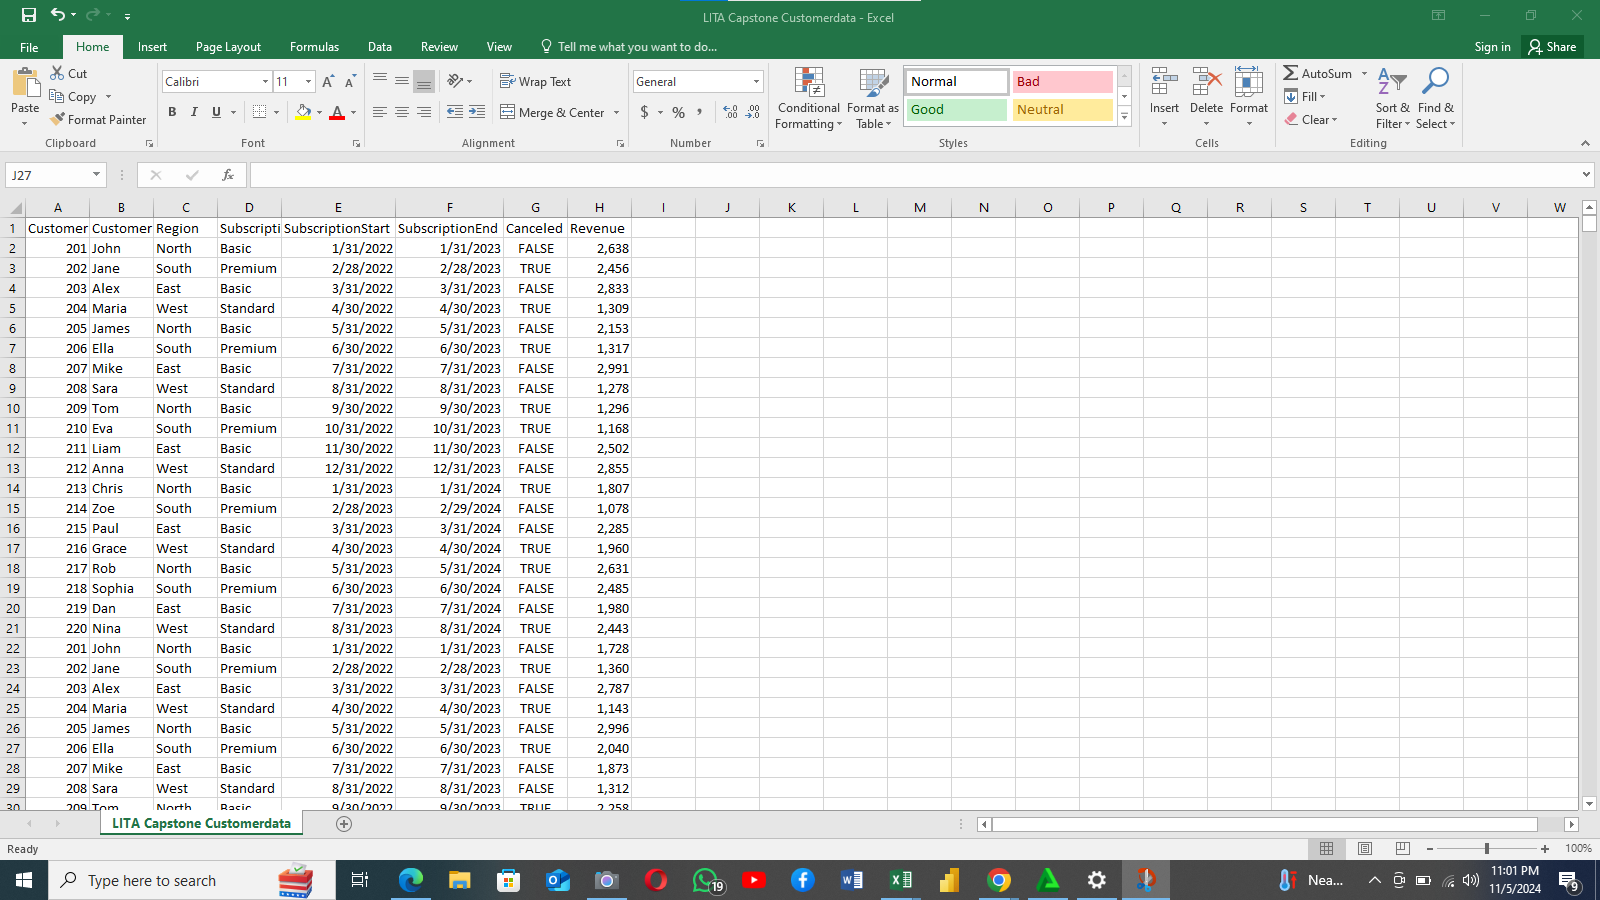 LITA Capstone Customerdata - Excel
File Home Insert Page Layout Formulas Data Review View Tell me what you want to do... Sign in Share
Paste Cut Copy Format Painter Clipboard
Calibri 11 B I U A A A Font
Wrap Text Merge & Center Alignment
General $ % , Number
Conditional Formatting Format as Table Normal Bad Good Neutral Styles
Insert Delete Format Cells
AutoSum Fill Clear Sort & Filter Find & Select Editing
J27 fx
A B C D E F G H I J K L M N O P Q R S T U V W
1 Customer Customer Region Subscripti SubscriptionStart SubscriptionEnd Canceled Revenue
2 201 John North Basic 1/31/2022 1/31/2023 FALSE 2,638
3 202 Jane South Premium 2/28/2022 2/28/2023 TRUE 2,456
4 203 Alex East Basic 3/31/2022 3/31/2023 FALSE 2,833
5 204 Maria West Standard 4/30/2022 4/30/2023 TRUE 1,309
6 205 James North Basic 5/31/2022 5/31/2023 FALSE 2,153
7 206 Ella South Premium 6/30/2022 6/30/2023 TRUE 1,317
8 207 Mike East Basic 7/31/2022 7/31/2023 FALSE 2,991
9 208 Sara West Standard 8/31/2022 8/31/2023 FALSE 1,278
10 209 Tom North Basic 9/30/2022 9/30/2023 TRUE 1,296
11 210 Eva South Premium 10/31/2022 10/31/2023 TRUE 1,168
12 211 Liam East Basic 11/30/2022 11/30/2023 FALSE 2,502
13 212 Anna West Standard 12/31/2022 12/31/2023 FALSE 2,855
14 213 Chris North Basic 1/31/2023 1/31/2024 TRUE 1,807
15 214 Zoe South Premium 2/28/2023 2/29/2024 FALSE 1,078
16 215 Paul East Basic 3/31/2023 3/31/2024 FALSE 2,285
17 216 Grace West Standard 4/30/2023 4/30/2024 TRUE 1,960
18 217 Rob North Basic 5/31/2023 5/31/2024 TRUE 2,631
19 218 Sophia South Premium 6/30/2023 6/30/2024 FALSE 2,485
20 219 Dan East Basic 7/31/2023 7/31/2024 FALSE 1,980
21 220 Nina West Standard 8/31/2023 8/31/2024 TRUE 2,443
22 201 John North Basic 1/31/2022 1/31/2023 FALSE 1,728
23 202 Jane South Premium 2/28/2022 2/28/2023 TRUE 1,360
24 203 Alex East Basic 3/31/2022 3/31/2023 FALSE 2,787
25 204 Maria West Standard 4/30/2022 4/30/2023 TRUE 1,143
26 205 James North Basic 5/31/2022 5/31/2023 FALSE 2,996
27 206 Ella South Premium 6/30/2022 6/30/2023 TRUE 2,040
28 207 Mike East Basic 7/31/2022 7/31/2023 FALSE 1,873
29 208 Sara West Standard 8/31/2022 8/31/2023 FALSE 1,312
30 209 Tom North Basic 9/30/2022 9/30/2023 TRUE 2,258
LITA Capstone Customerdata
Ready 100%
Type here to search 19 Nea... 11:01 PM
11/5/2024 9